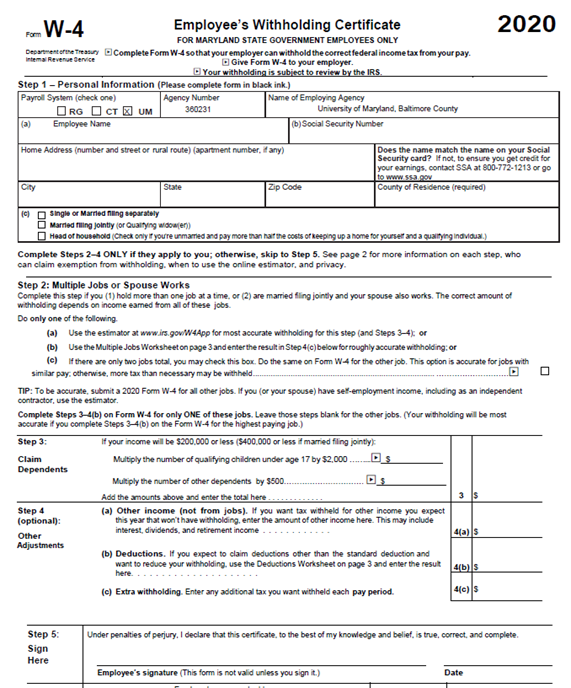 Form W-4
Employee's Withholding Certificate
2020
FOR MARYLAND STATE GOVERNMENT EMPLOYEES ONLY
Department of the Treasury
Internal Revenue Service
Complete Form W-4 so that your employer can withhold the correct federal income tax from your pay.
Give Form W-4 to your employer.
Your withholding is subject to review by the IRS.
Step 1 – Personal Information (Please complete form in black ink.)
Payroll System (check one)
RG CT X UM
Agency Number
360231
Name of Employing Agency
University of Maryland, Baltimore County
(a) Employee Name
(b) Social Security Number
Home Address (number and street or rural route) (apartment number, if any)
Does the name match the name on your Social
Security card? If not, to ensure you get credit for
your earnings, contact SSA at 800-772-1213 or go
to www.ssa.gov
City
State
Zip Code
County of Residence (required)
(c) Single or Married filing separately
Married filing jointly (or Qualifying widow(er))
Head of household (Check only if you're unmarried and pay more than half the costs of keeping up a home for yourself and a qualifying individual.)
Complete Steps 2–4 ONLY if they apply to you; otherwise, skip to Step 5. See page 2 for more information on each step, who
can claim exemption from withholding, when to use the online estimator, and privacy.
Step 2: Multiple Jobs or Spouse Works
Complete this step if you (1) hold more than one job at a time, or (2) are married filing jointly and your spouse also works. The correct amount of
withholding depends on income earned from all of these jobs.
Do only one of the following.
(a) Use the estimator at www.irs.gov/W4App for most accurate withholding for this step (and Steps 3–4); or
(b) Use the Multiple Jobs Worksheet on page 3 and enter the result in Step 4(c) below for roughly accurate withholding; or
(c) If there are only two jobs total, you may check this box. Do the same on Form W-4 for the other job. This option is accurate for jobs with
similar pay; otherwise, more tax than necessary may be withheld
TIP: To be accurate, submit a 2020 Form W-4 for all other jobs. If you (or your spouse) have self-employment income, including as an independent
contractor, use the estimator.
Complete Steps 3–4(b) on Form W-4 for only ONE of these jobs. Leave those steps blank for the other jobs. (Your withholding will be most
accurate if you complete Steps 3–4(b) on the Form W-4 for the highest paying job.)
Step 3:
Claim
Dependents
If your income will be $200,000 or less ($400,000 or less if married filing jointly):
Multiply the number of qualifying children under age 17 by $2,000 ........ $
Multiply the number of other dependents by $500............................ $
Add the amounts above and enter the total here . . . . . . . . . . . . 3 $
Step 4
(optional):
Other
Adjustments
(a) Other income (not from jobs). If you want tax withheld for other income you expect
this year that won't have withholding, enter the amount of other income here. This may include
interest, dividends, and retirement income . . . . . . . . . . . . 4(a) $
(b) Deductions. If you expect to claim deductions other than the standard deduction and
want to reduce your withholding, use the Deductions Worksheet on page 3 and enter the result
here. . . . . . . . . . . . . . . . . . . . . 4(b) $
(c) Extra withholding. Enter any additional tax you want withheld each pay period. 4(c) $
Step 5:
Sign
Here
Under penalties of perjury, I declare that this certificate, to the best of my knowledge and belief, is true, correct, and complete.
Employee's signature (This form is not valid unless you sign it.)
Date